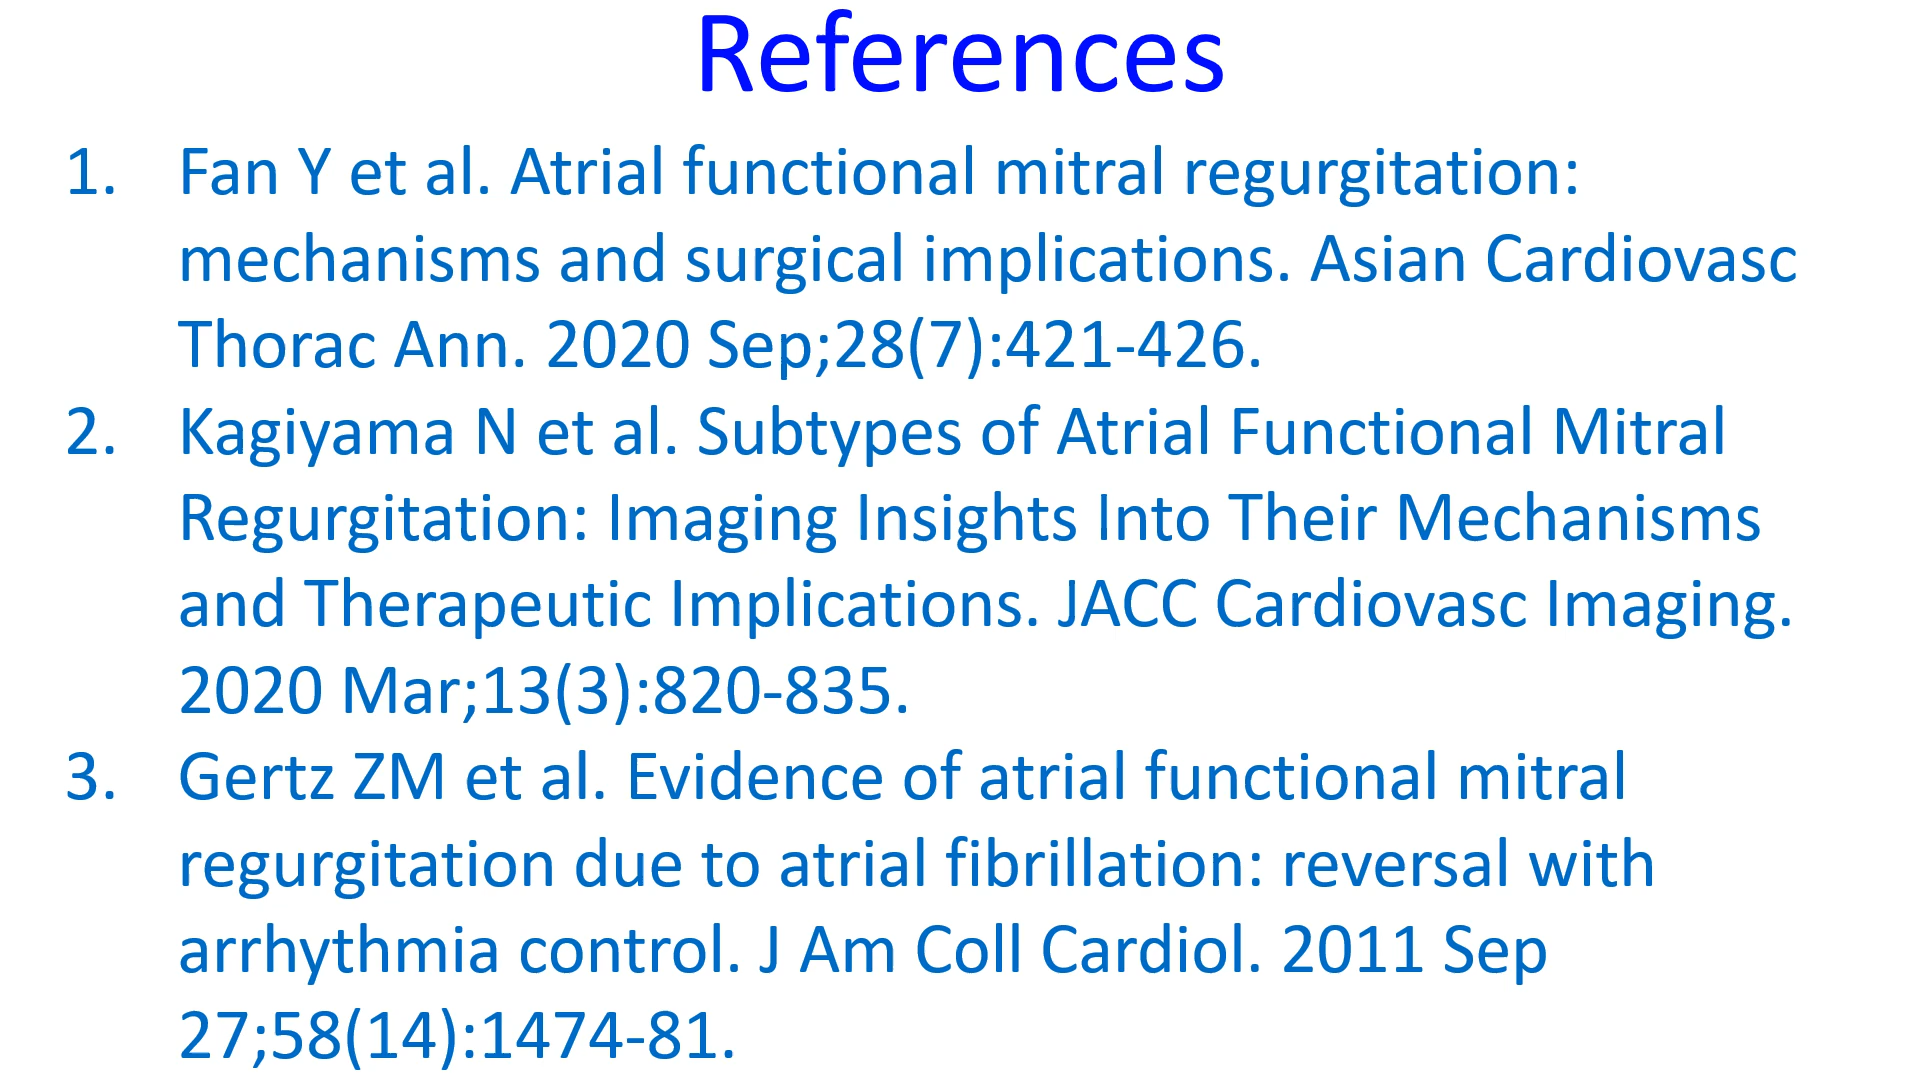 References
1. Fan Y et al. Atrial functional mitral regurgitation:
mechanisms and surgical implications. Asian Cardiovasc
Thorac Ann. 2020 Sep;28(7):421-426.
2. Kagiyama N et al. Subtypes of Atrial Functional Mitral
Regurgitation: Imaging Insights Into Their Mechanisms
and Therapeutic Implications. JACC Cardiovasc Imaging.
2020 Mar;13(3):820-835.
3. Gertz ZM et al. Evidence of atrial functional mitral
regurgitation due to atrial fibrillation: reversal with
arrhythmia control. J Am Coll Cardiol. 2011 Sep
27;58(14):1474-81.